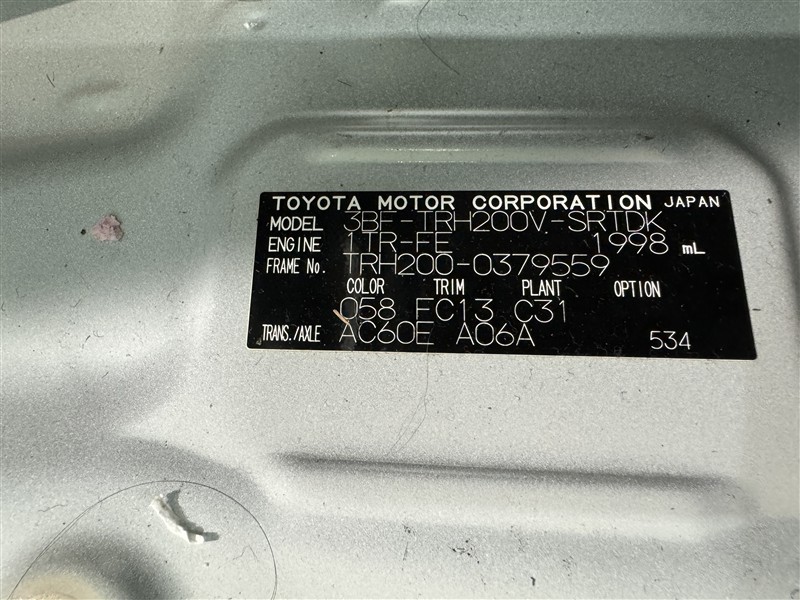 TOYOTA MOTOR CORPORATION JAPAN
MODEL 3BF-TRH200V-SRTDK
ENGINE 1TR-FE 1998 mL
FRAME No. TRH200-0379559
COLOR TRIM PLANT OPTION
058 FC13 C31
TRANS./AXLE AC60E A06A 534